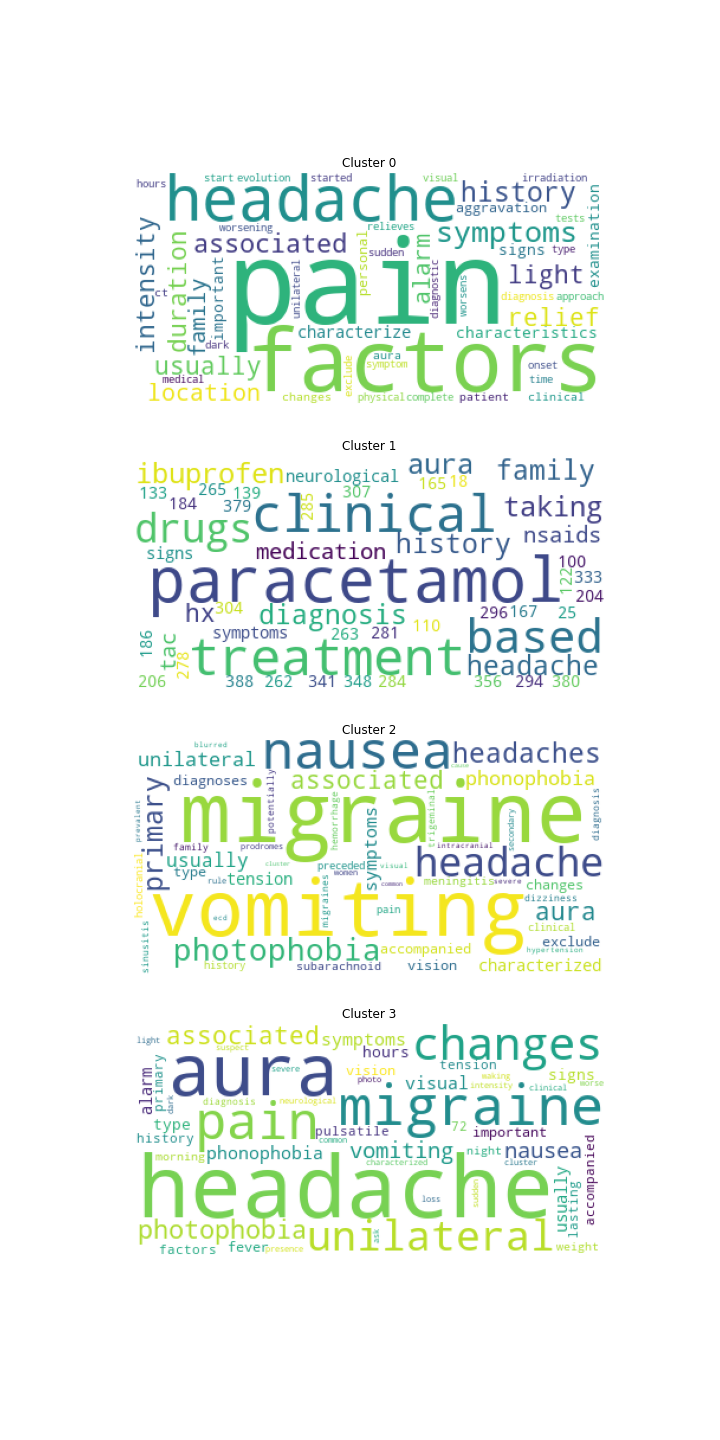 Cluster 0
hours start evolution started visual irradiation
headache history
aggravation
tests
worsening relieves
intensity duration associated personal alarm symptoms examination
sudden signs type
family important unilateral pain diagnostic worsens light
ct
diagnosis approach
relief
dark characterize characteristics
factors
usually aura
symptom exclude onset
medical time
location changes physical complete patient clinical
Cluster 1
ibuprofen neurological aura family
133 265 139 307 165 18
184 379 285 clinical taking
drugs history nsaids
signs medication
100
paracetamol 122 333
204
hx 304 diagnosis 296 167 25
186 tac symptoms 263 281 110 based
278 treatment headache
206 388 262 341 348 284 356 294 380
Cluster 2
blurred nausea headaches
unilateral cause
diagnoses associated phonophobia
prevalent primary potentially migraine hemorrhage trigeminal secondary diagnosis
family prodromes intracranial
usually cluster symptoms headache
type preceded visual
rule tension women common meningitis severe changes
holocranial migraines dizziness
ecd vomiting pain aura
clinical
sinusitis photophobia accompanied exclude
hypertension
history subarachnoid vision characterized
Cluster 3
light associated symptoms changes
suspect hours
alarm primary aura severe vision tension signs
photo visual making intensity clinical worse
dark
diagnosis neurological migraine
type pain pulsatile 72 important
history common
morning phonophobia vomiting night nausea accompanied
characterized cluster
headache loss sudden usually lasting
photophobia unilateral ask
factors fever presence weight